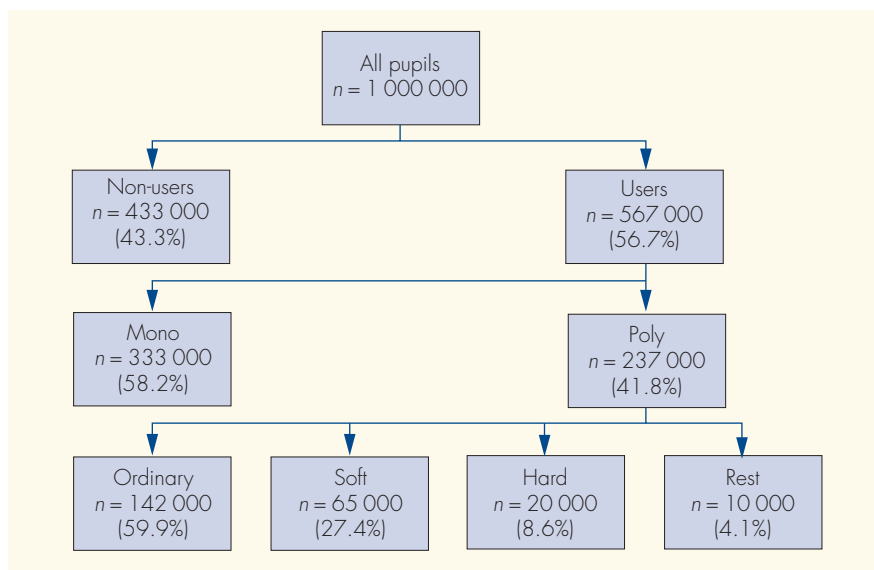 All pupils
n = 1 000 000
Non-users
n = 433 000
(43.3%)
Users
n = 567 000
(56.7%)
Mono
n = 333 000
(58.2%)
Poly
n = 237 000
(41.8%)
Ordinary
n = 142 000
(59.9%)
Soft
n = 65 000
(27.4%)
Hard
n = 20 000
(8.6%)
Rest
n = 10 000
(4.1%)